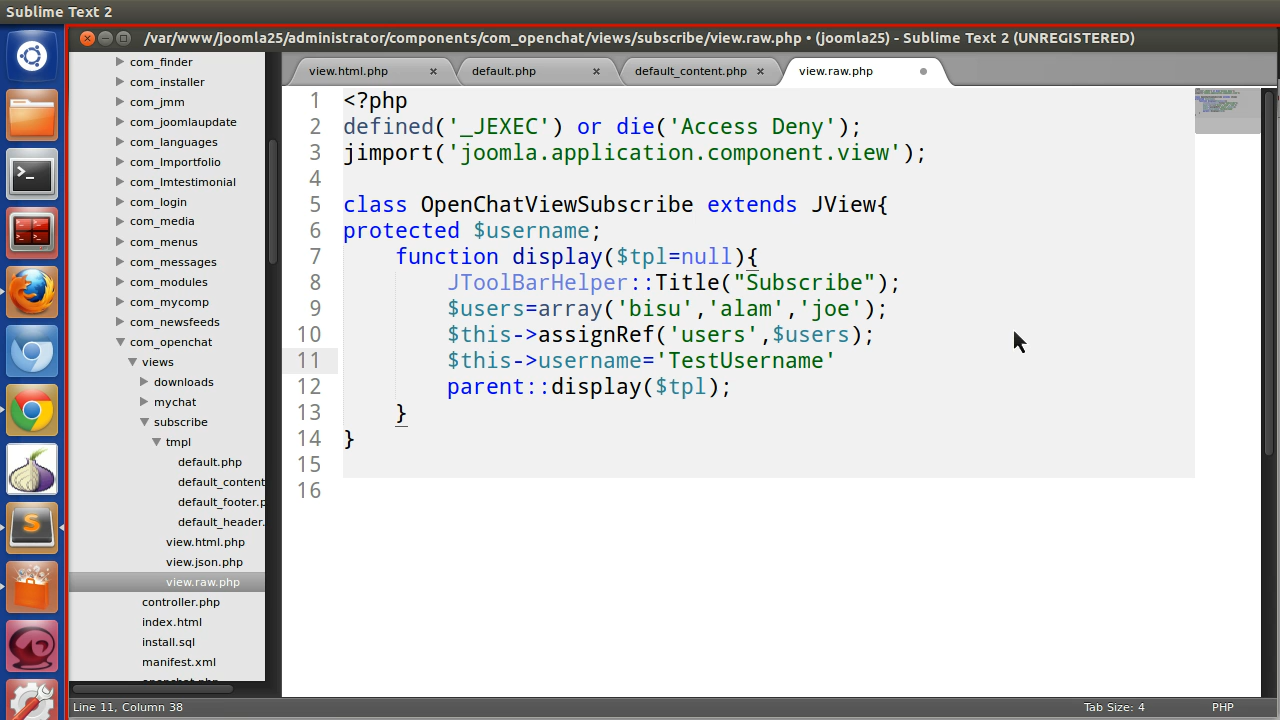 Sublime Text 2
/var/www/joomla25/administrator/components/com_openchat/views/subscribe/view.raw.php • (joomla25) - Sublime Text 2 (UNREGISTERED)
view.html.php × default.php × default_content.php × view.raw.php
com_finder
com_installer
com_jmm
com_joomlaupdate
com_languages
com_lmportfolio
com_lmtestimonial
com_login
com_media
com_menus
com_messages
com_modules
com_mycomp
com_newsfeeds
com_openchat
views
downloads
mychat
subscribe
tmpl
default.php
default_content
default_footer.p
default_header.
view.html.php
view.json.php
view.raw.php
controller.php
index.html
install.sql
manifest.xml
1 <?php
2 defined('_JEXEC') or die('Access Deny');
3 jimport('joomla.application.component.view');
4
5 class OpenChatViewSubscribe extends JView{
6 protected $username;
7 function display($tpl=null){
8 JToolBarHelper::Title("Subscribe");
9 $users=array('bisu','alam','joe');
10 $this->assignRef('users',$users);
11 $this->username='TestUsername'
12 parent::display($tpl);
13 }
14 }
15
16
Line 11, Column 38
Tab Size: 4
PHP